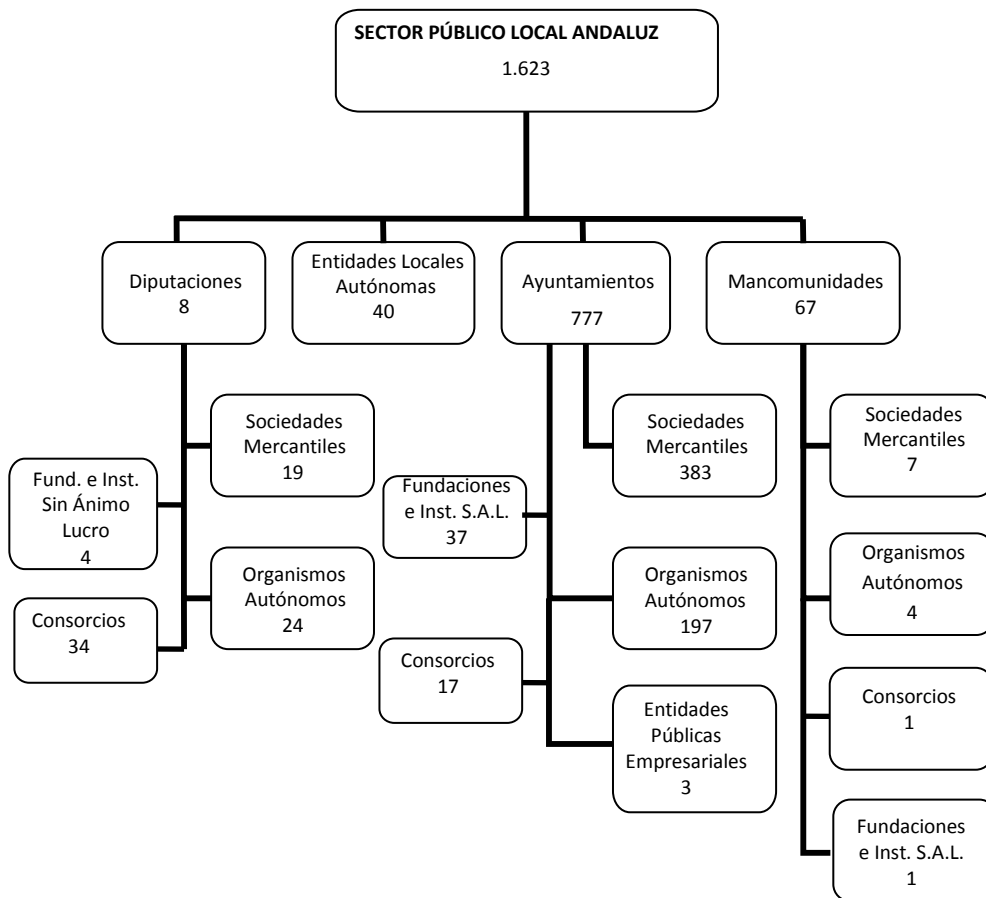 SECTOR PÚBLICO LOCAL ANDALUZ
1.623
Diputaciones
8
Entidades Locales
Autónomas
40
Ayuntamientos
777
Mancomunidades
67
Sociedades
Mercantiles
19
Fund. e Inst.
Sin Ánimo
Lucro
4
Organismos
Autónomos
24
Consorcios
34
Sociedades
Mercantiles
383
Fundaciones
e Inst. S.A.L.
37
Organismos
Autónomos
197
Consorcios
17
Entidades
Públicas
Empresariales
3
Sociedades
Mercantiles
7
Organismos
Autónomos
4
Consorcios
1
Fundaciones
e Inst. S.A.L.
1